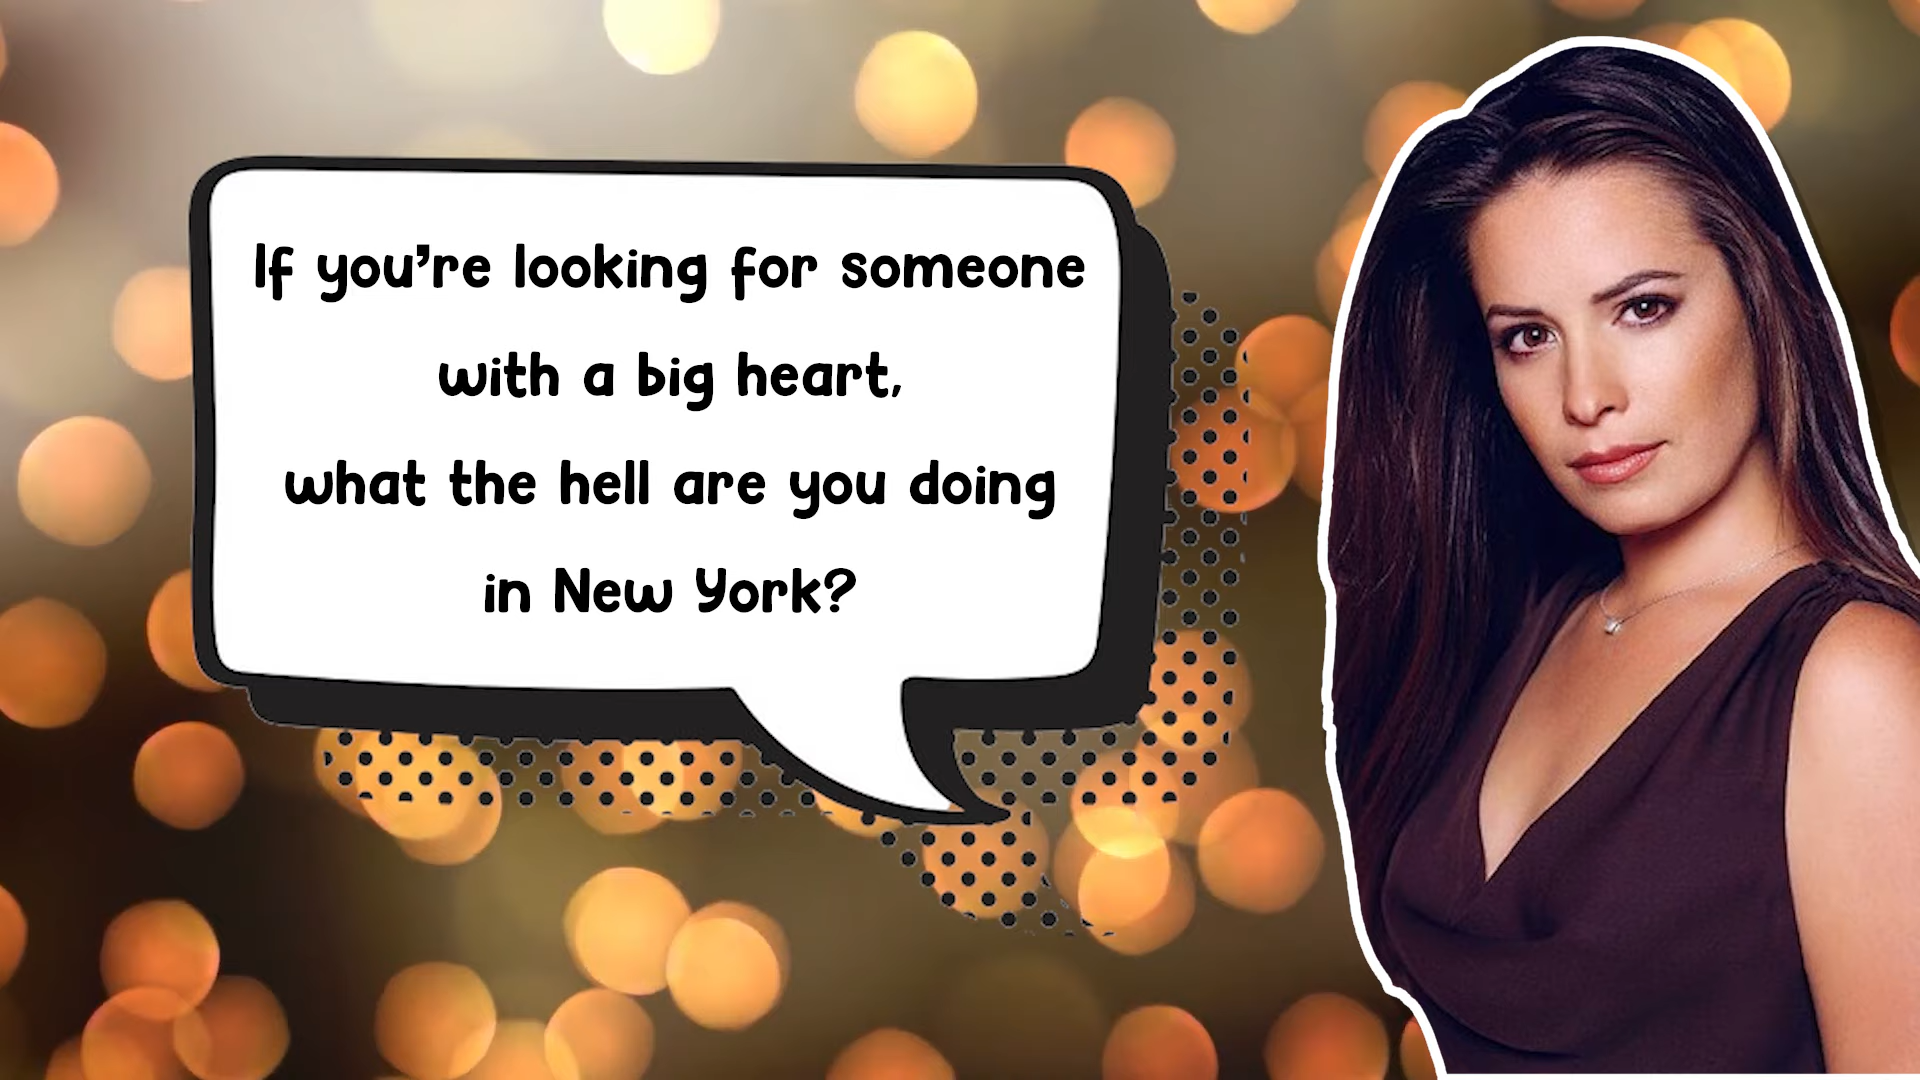 If you're looking for someone
with a big heart,
what the hell are you doing
in New York?